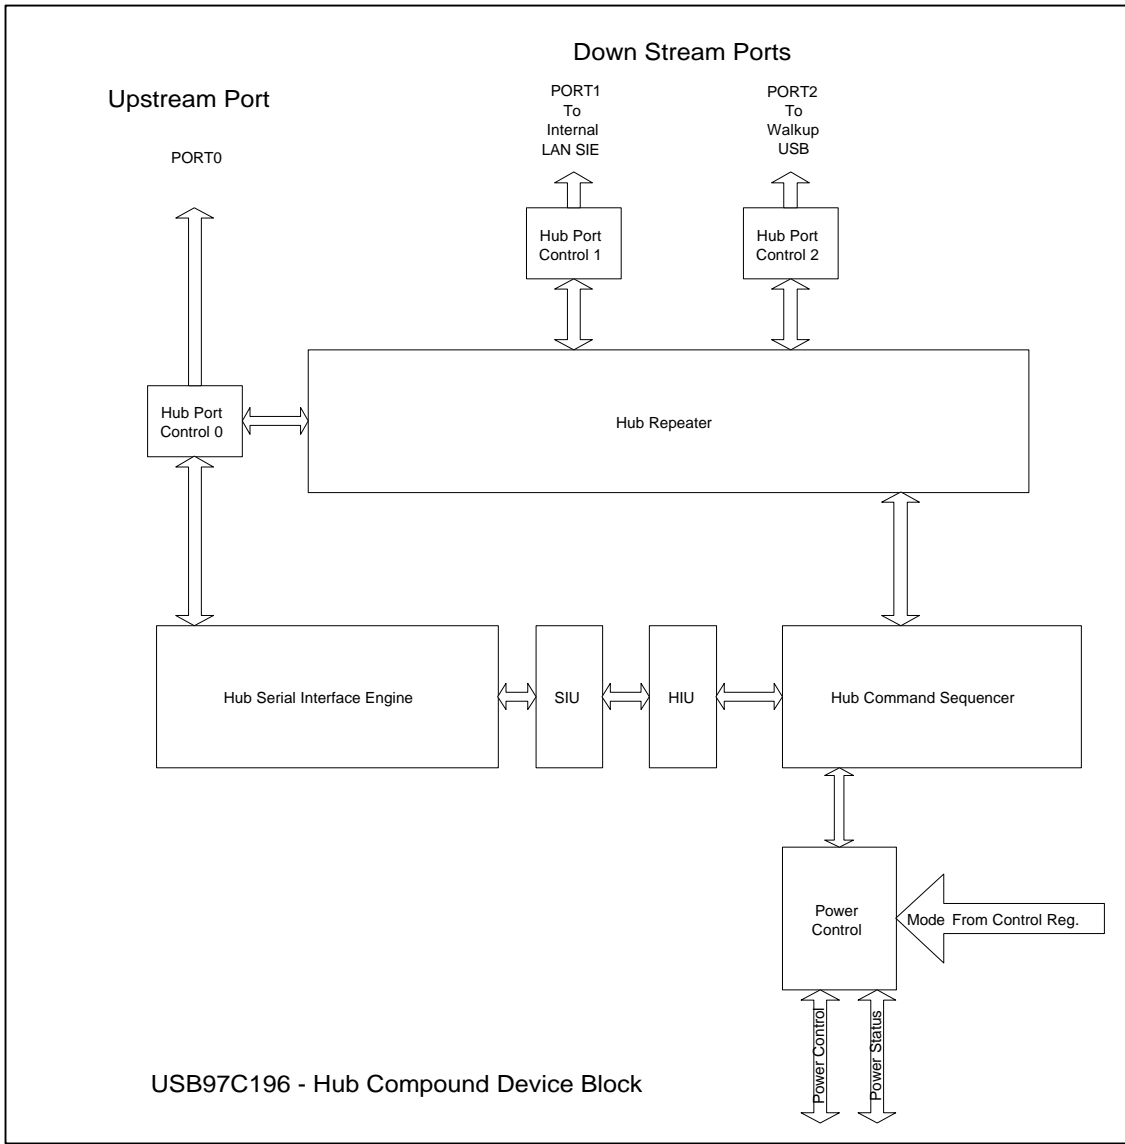 Down Stream Ports
Upstream Port
PORT1
To
Internal
LAN SIE
PORT2
To
Walkup
USB
PORT0
Hub Port
Control 1
Hub Port
Control 2
Hub Port
Control 0
Hub Repeater
Hub Serial Interface Engine
SIU
HIU
Hub Command Sequencer
Power
Control
Mode From Control Reg.
Power Control
Power Status
USB97C196 - Hub Compound Device Block